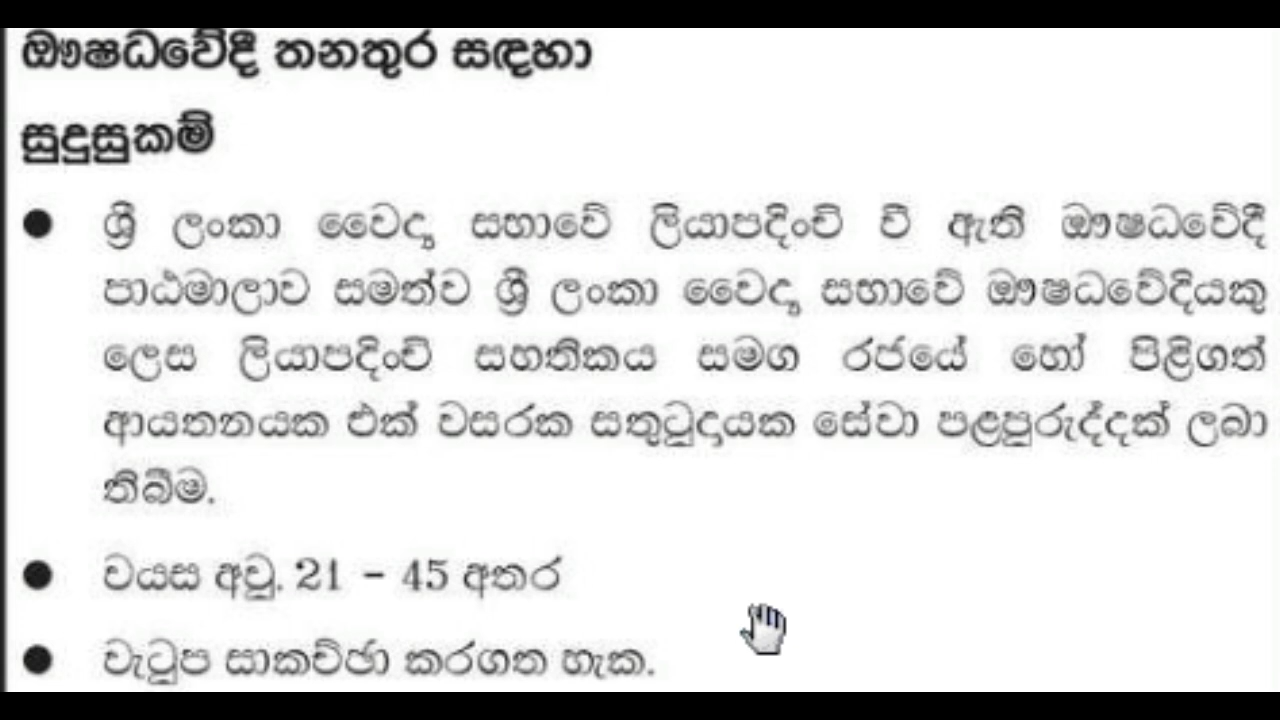 ඖෂධවේදී තනතුර සඳහා
සුදුසුකම්
● ශ්‍රී ලංකා වෛද්‍ය සභාවේ ලියාපදිංචි වී ඇති ඖෂධවේදී
පාඨමාලාව සමත්ව ශ්‍රී ලංකා වෛද්‍ය සභාවේ ඖෂධවේදියකු
ලෙස ලියාපදිංචි සහතිකය සමග රජයේ හෝ පිළිගත්
ආයතනයක එක් වසරක සතුටුදායක සේවා පළපුරුද්දක් ලබා
තිබීම.
● වයස අවු. 21 – 45 අතර
● වැටුප සාකච්ඡා කරගත හැක.